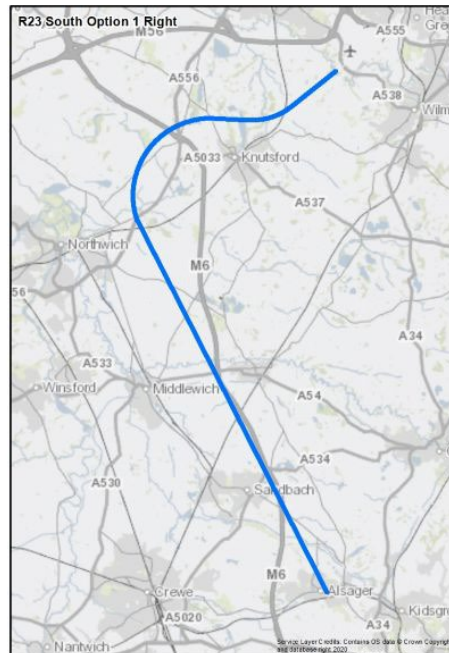 R23 South Option 1 Right
M56
A556
A555
A538
A5033
Knutsford
A537
Northwich
M6
A34
A533
Winsford
Middlewich
A54
A534
A530
Sandbach
Crewe
M6
Alsager
A5020
A34
Nantwich
Service Layer Credits: Contains OS data © Crown Copyright
and database right 2020